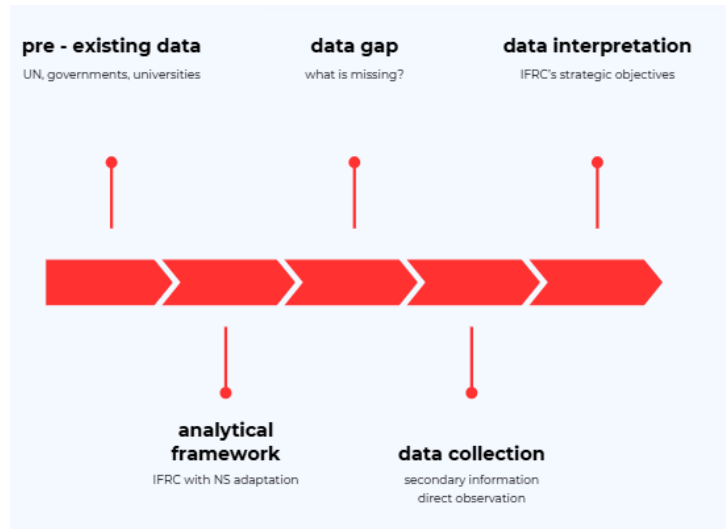 pre - existing data
UN, governments, universities
data gap
what is missing?
data interpretation
IFRC's strategic objectives
analytical
framework
IFRC with NS adaptation
data collection
secondary information
direct observation